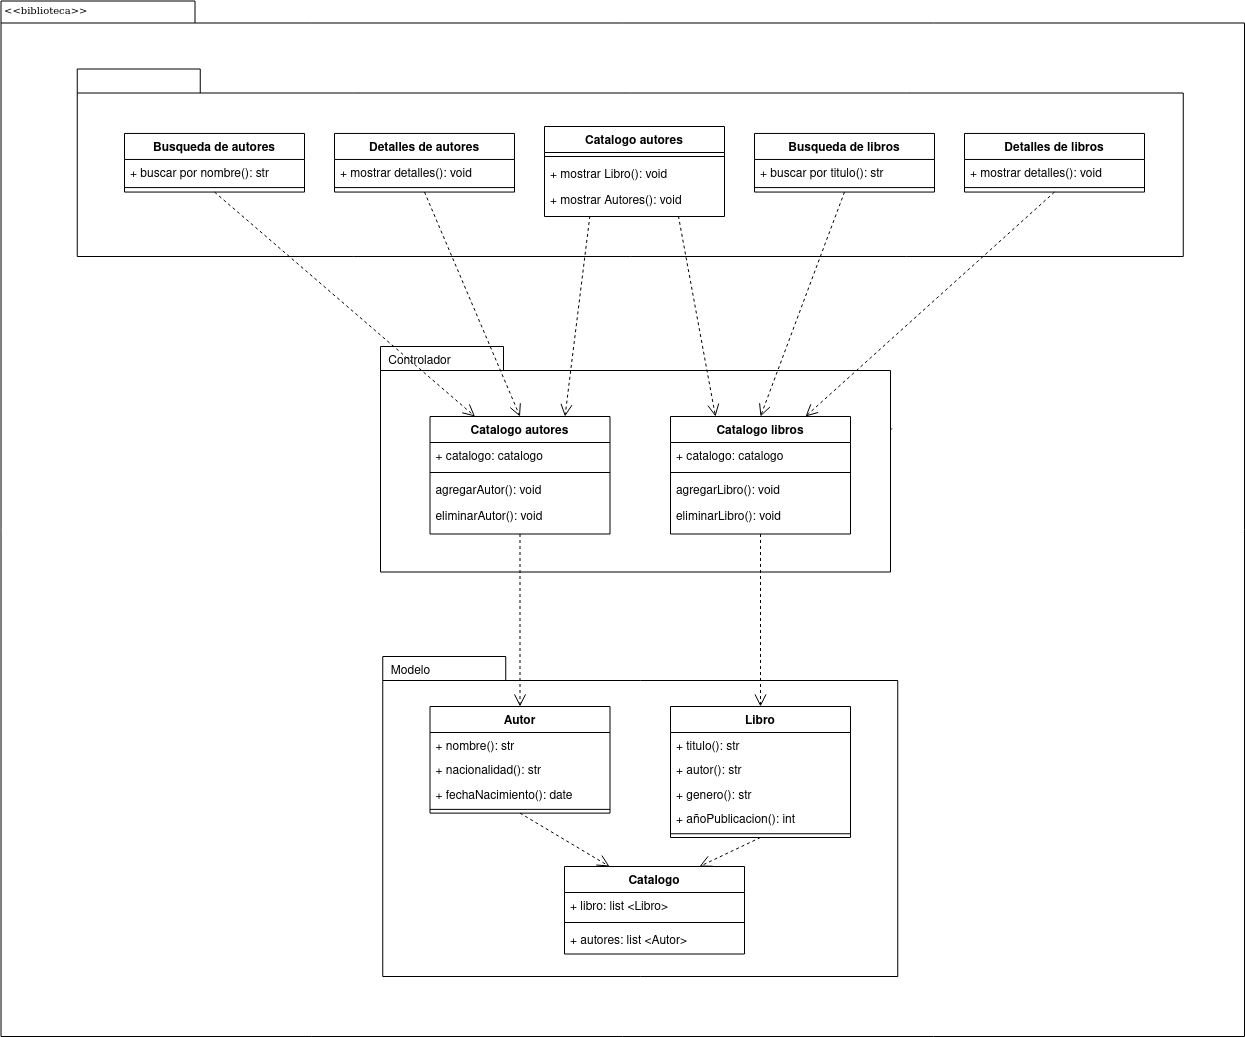 <<biblioteca>>
Busqueda de autores
+ buscar por nombre(): str
Detalles de autores
+ mostrar detalles(): void
Catalogo autores
+ mostrar Libro(): void
+ mostrar Autores(): void
Busqueda de libros
+ buscar por titulo(): str
Detalles de libros
+ mostrar detalles(): void
Controlador
Catalogo autores
+ catalogo: catalogo
agregarAutor(): void
eliminarAutor(): void
Catalogo libros
+ catalogo: catalogo
agregarLibro(): void
eliminarLibro(): void
Modelo
Autor
+ nombre(): str
+ nacionalidad(): str
+ fechaNacimiento(): date
Libro
+ titulo(): str
+ autor(): str
+ genero(): str
+ añoPublicacion(): int
Catalogo
+ libro: list <Libro>
+ autores: list <Autor>